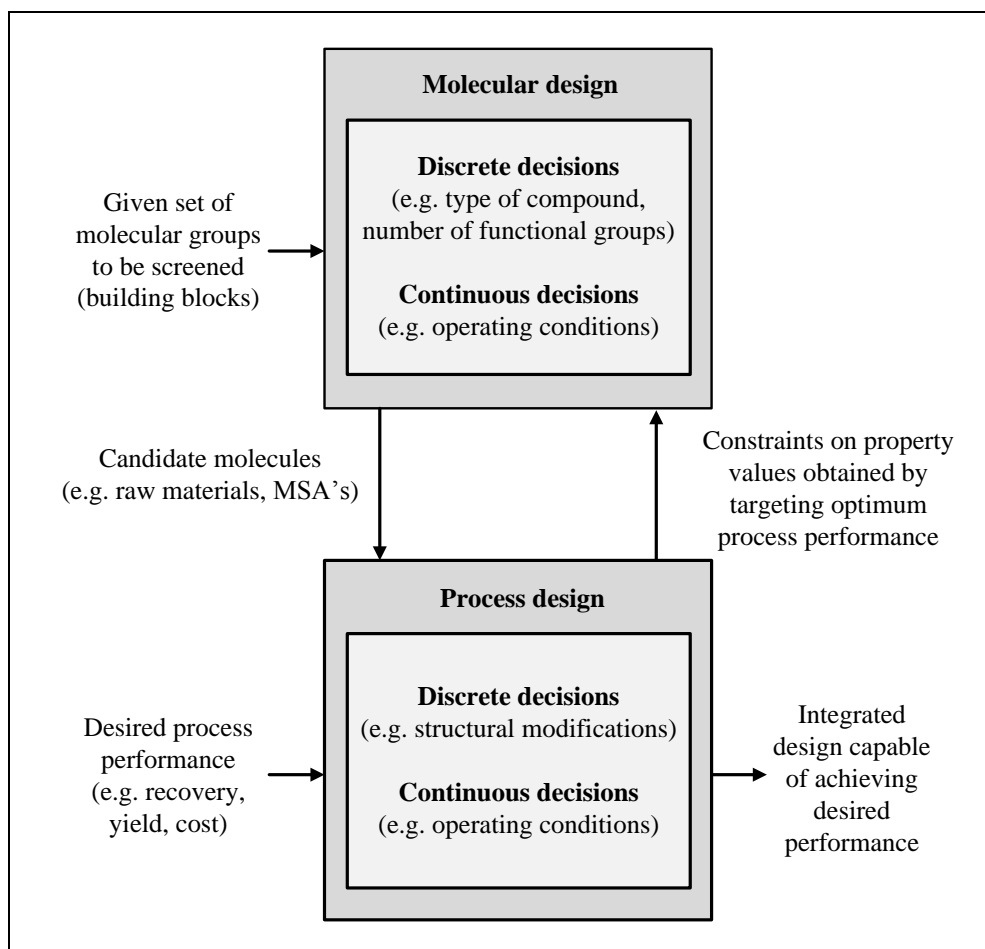 Molecular design
Discrete decisions
(e.g. type of compound,
number of functional groups)
Continuous decisions
(e.g. operating conditions)
Given set of
molecular groups
to be screened
(building blocks)
Candidate molecules
(e.g. raw materials, MSA’s)
Constraints on property
values obtained by
targeting optimum
process performance
Process design
Discrete decisions
(e.g. structural modifications)
Continuous decisions
(e.g. operating conditions)
Desired process
performance
(e.g. recovery,
yield, cost)
Integrated
design capable
of achieving
desired
performance